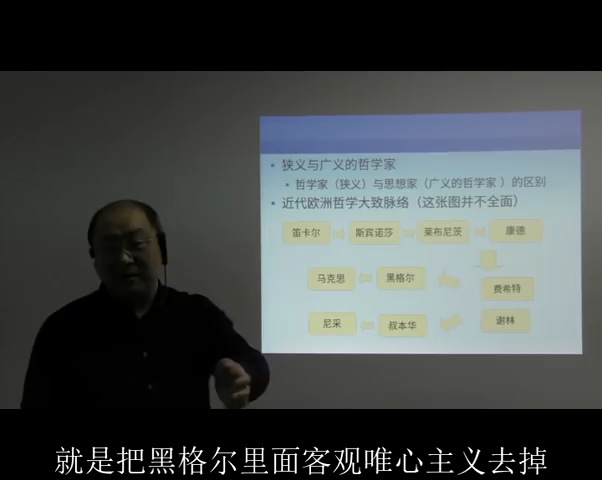 狭义与广义的哲学家
哲学家（狭义）与思想家（广义的哲学家 ）的区别
近代欧洲哲学大致脉络（这张图并不全面）
笛卡尔 斯宾诺莎 莱布尼茨 康德
马克思 黑格尔 费希特
尼采 叔本华 谢林
就是把黑格尔里面客观唯心主义去掉